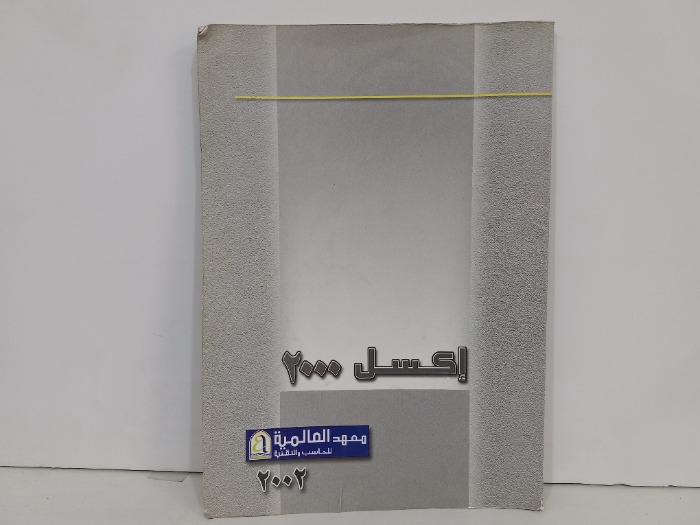 إكسل ٢٠٠٠
معهد العالمية
للحاسب والتقنية
٢٠٠٢